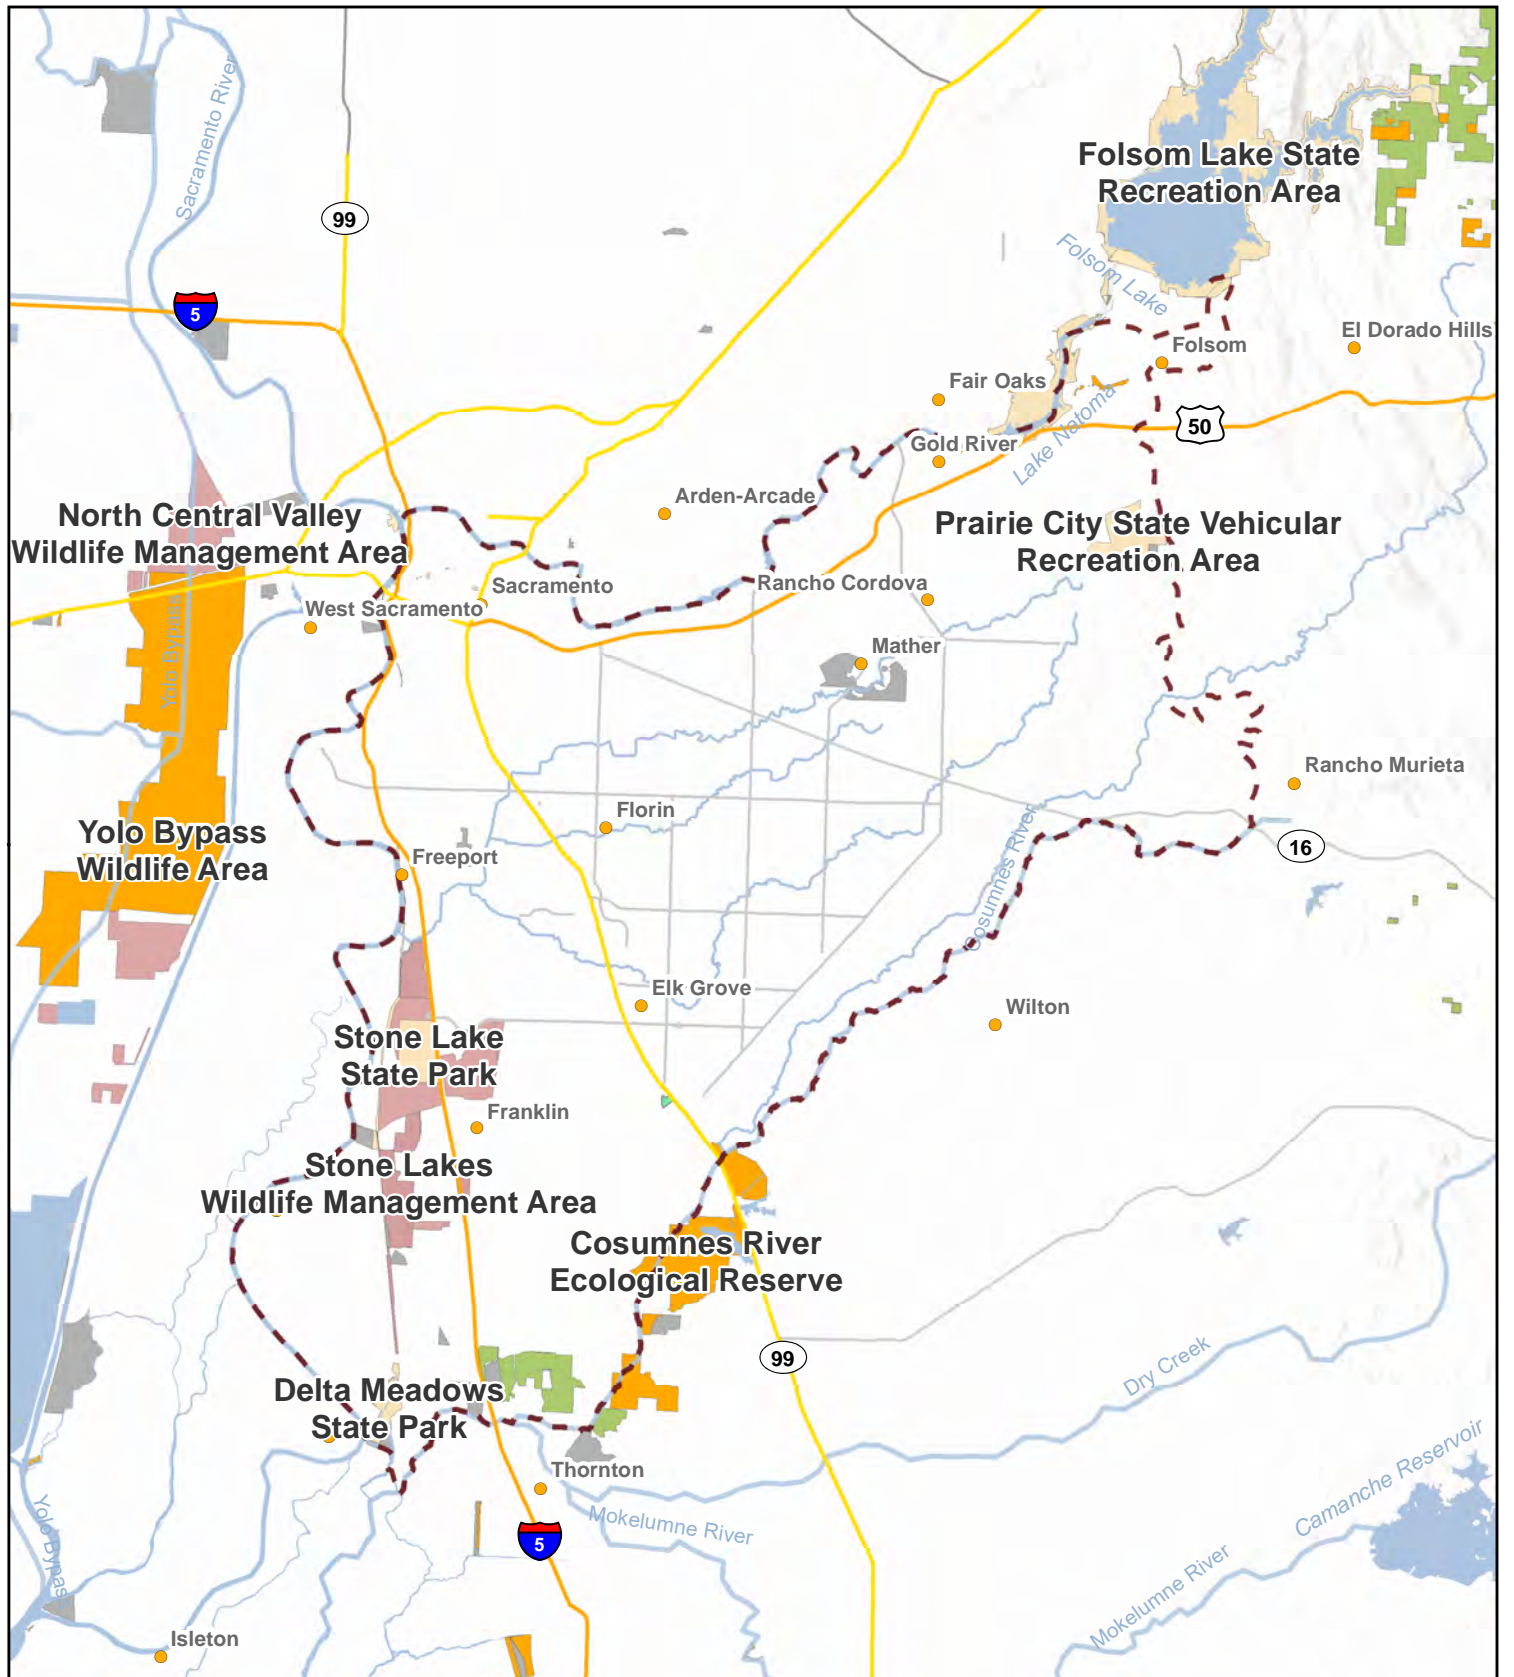 Sacramento River
99
5
Folsom Lake State
Recreation Area
Folsom Lake
El Dorado Hills
Folsom
Fair Oaks
Lake Natoma
50
Gold River
Arden-Arcade
North Central Valley
Wildlife Management Area
Prairie City State Vehicular
Recreation Area
Sacramento
West Sacramento
Rancho Cordova
Mather
Yolo Bypass
Rancho Murieta
Florin
Yolo Bypass
Wildlife Area
Freeport
16
Cosumnes River
Elk Grove
Wilton
Stone Lake
State Park
Franklin
Stone Lakes
Wildlife Management Area
Cosumnes River
Ecological Reserve
99
Dry Creek
Delta Meadows
State Park
Thornton
Camanche Reservoir
Mokelumne River
5
Yolo Bypass
Mokelumne River
Isleton